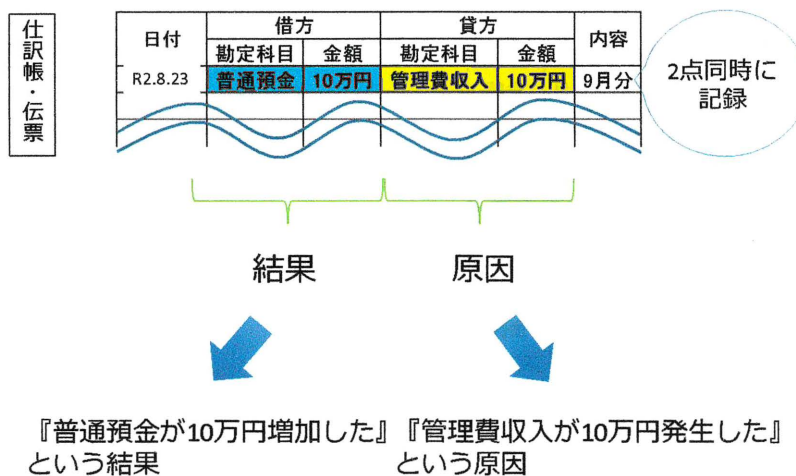 仕訳帳・伝票
日付 借方 貸方 内容
勘定科目 金額 勘定科目 金額
R2.8.23 普通預金 10万円 管理費収入 10万円 9月分
2点同時に
記録
結果 原因
『普通預金が10万円増加した』 『管理費収入が10万円発生した』
という結果 という原因